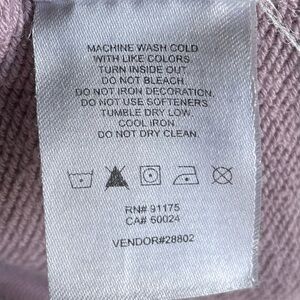 MACHINE WASH COLD
WITH LIKE COLORS.
TURN INSIDE OUT.
DO NOT BLEACH.
DO NOT IRON DECORATION.
DO NOT USE SOFTENERS.
TUMBLE DRY LOW.
COOL IRON.
DO NOT DRY CLEAN.
RN# 91175
CA# 60024
VENDOR#28802